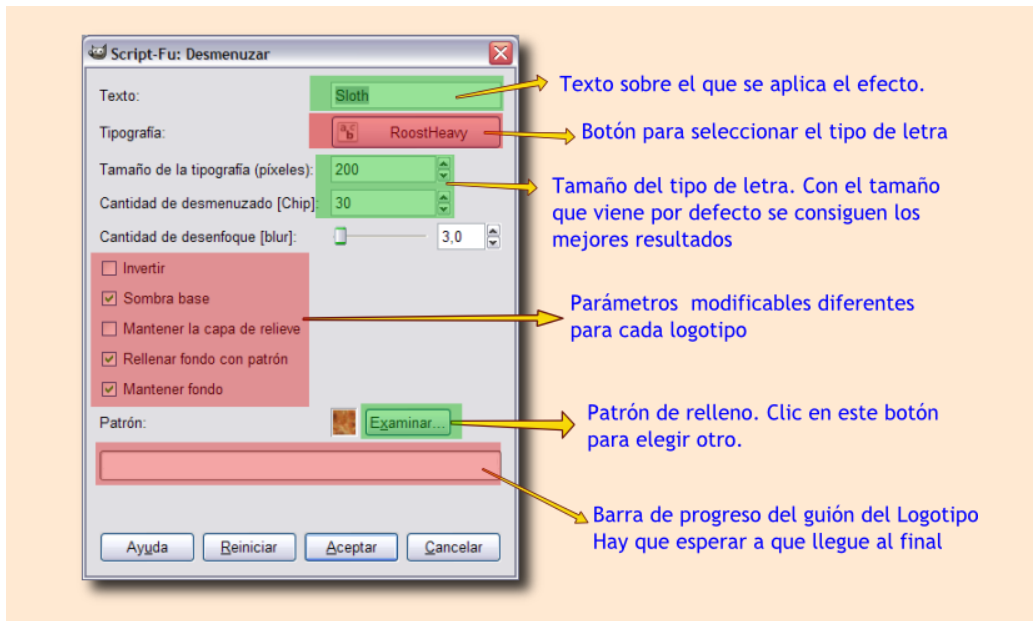 Script-Fu: Desmenuzar
Texto:
Sloth
Texto sobre el que se aplica el efecto.
Tipografía:
a,c
b
RoostHeavy
Botón para seleccionar el tipo de letra
Tamaño de la tipografía (píxeles):
200
Cantidad de desmenuzado [Chip]:
30
Tamaño del tipo de letra. Con el tamaño
que viene por defecto se consiguen los
mejores resultados
Cantidad de desenfoque [blur]:
3,0
Invertir
Sombra base
Mantener la capa de relieve
Rellenar fondo con patrón
Mantener fondo
Parámetros  modificables diferentes
para cada logotipo
Patrón:
Examinar...
Patrón de relleno. Clic en este botón
para elegir otro.
Barra de progreso del guión del Logotipo
Hay que esperar a que llegue al final
Ayuda
Reiniciar
Aceptar
Cancelar